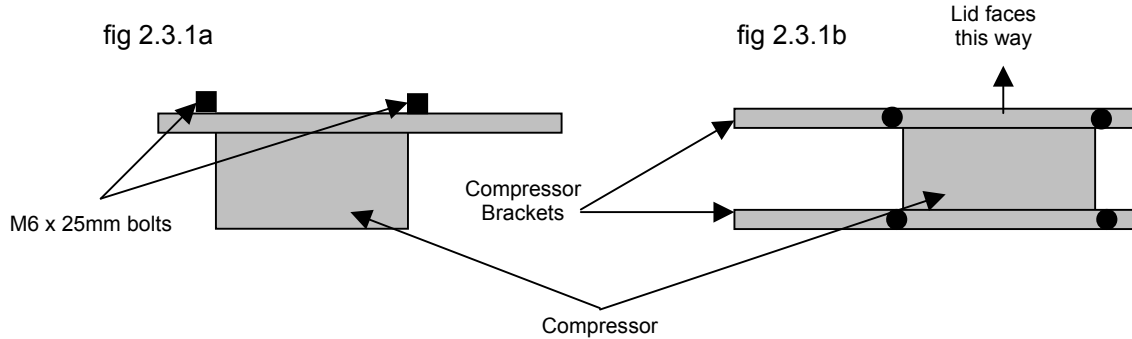 fig 2.3.1a
fig 2.3.1b
Lid faces
this way
M6 x 25mm bolts
Compressor
Brackets
Compressor